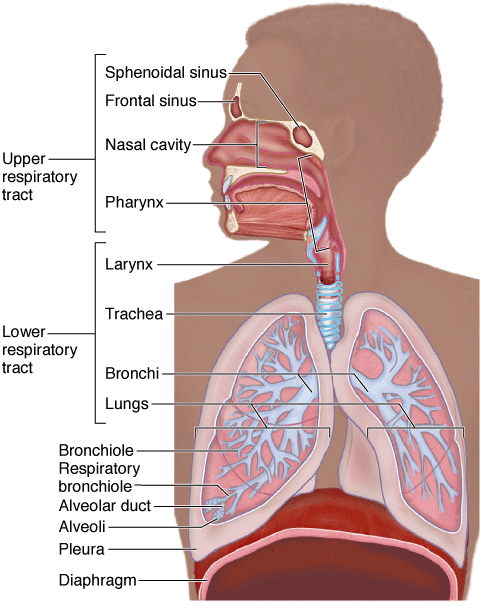 Sphenoidal sinus
Frontal sinus
Nasal cavity
Upper
respiratory
tract
Pharynx
Larynx
Trachea
Lower
respiratory
tract
Bronchi
Lungs
Bronchiole
Respiratory
bronchiole
Alveolar duct
Alveoli
Pleura
Diaphragm